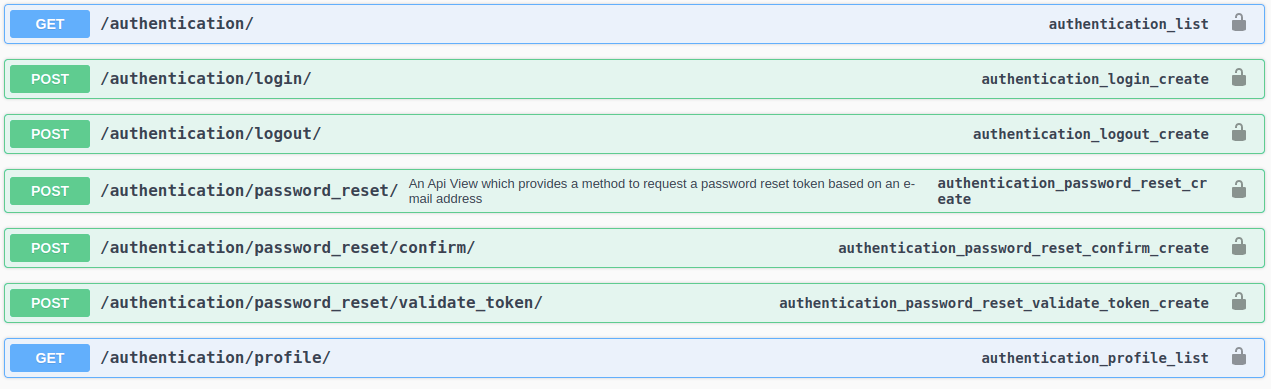 GET /authentication/ authentication_list
POST /authentication/login/ authentication_login_create
POST /authentication/logout/ authentication_logout_create
POST /authentication/password_reset/ An Api View which provides a method to request a password reset token based on an e-
mail address authentication_password_reset_cr
eate
POST /authentication/password_reset/confirm/ authentication_password_reset_confirm_create
POST /authentication/password_reset/validate_token/ authentication_password_reset_validate_token_create
GET /authentication/profile/ authentication_profile_list